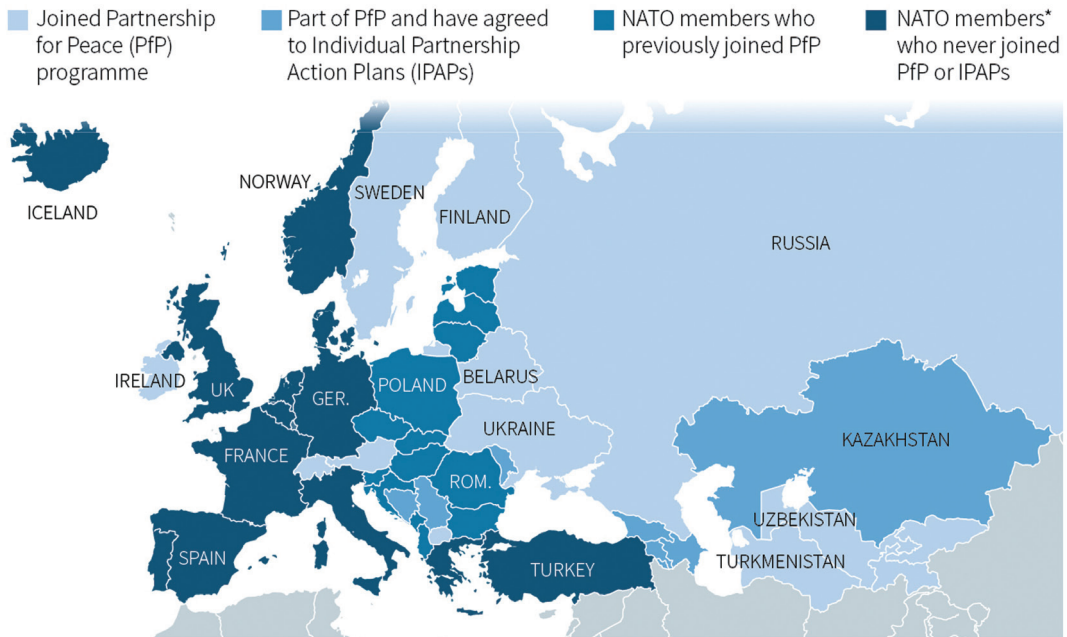 Joined Partnership
for Peace (PfP)
programme
Part of PfP and have agreed
to Individual Partnership
Action Plans (IPAPs)
NATO members who
previously joined PfP
NATO members*
who never joined
PfP or IPAPs
ICELAND
NORWAY
SWEDEN
FINLAND
RUSSIA
IRELAND
UK
GER.
POLAND
BELARUS
UKRAINE
KAZAKHSTAN
FRANCE
ROM.
UZBEKISTAN
SPAIN
TURKEY
TURKMENISTAN